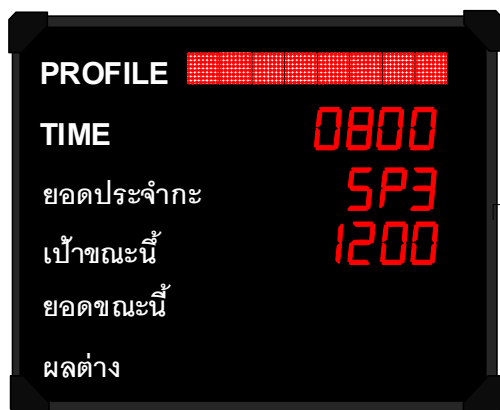 PROFILE
TIME 0800
ยอดประจำกะ SP3
เป้าขณะนี้ 1200
ยอดขณะนี้
ผลต่าง